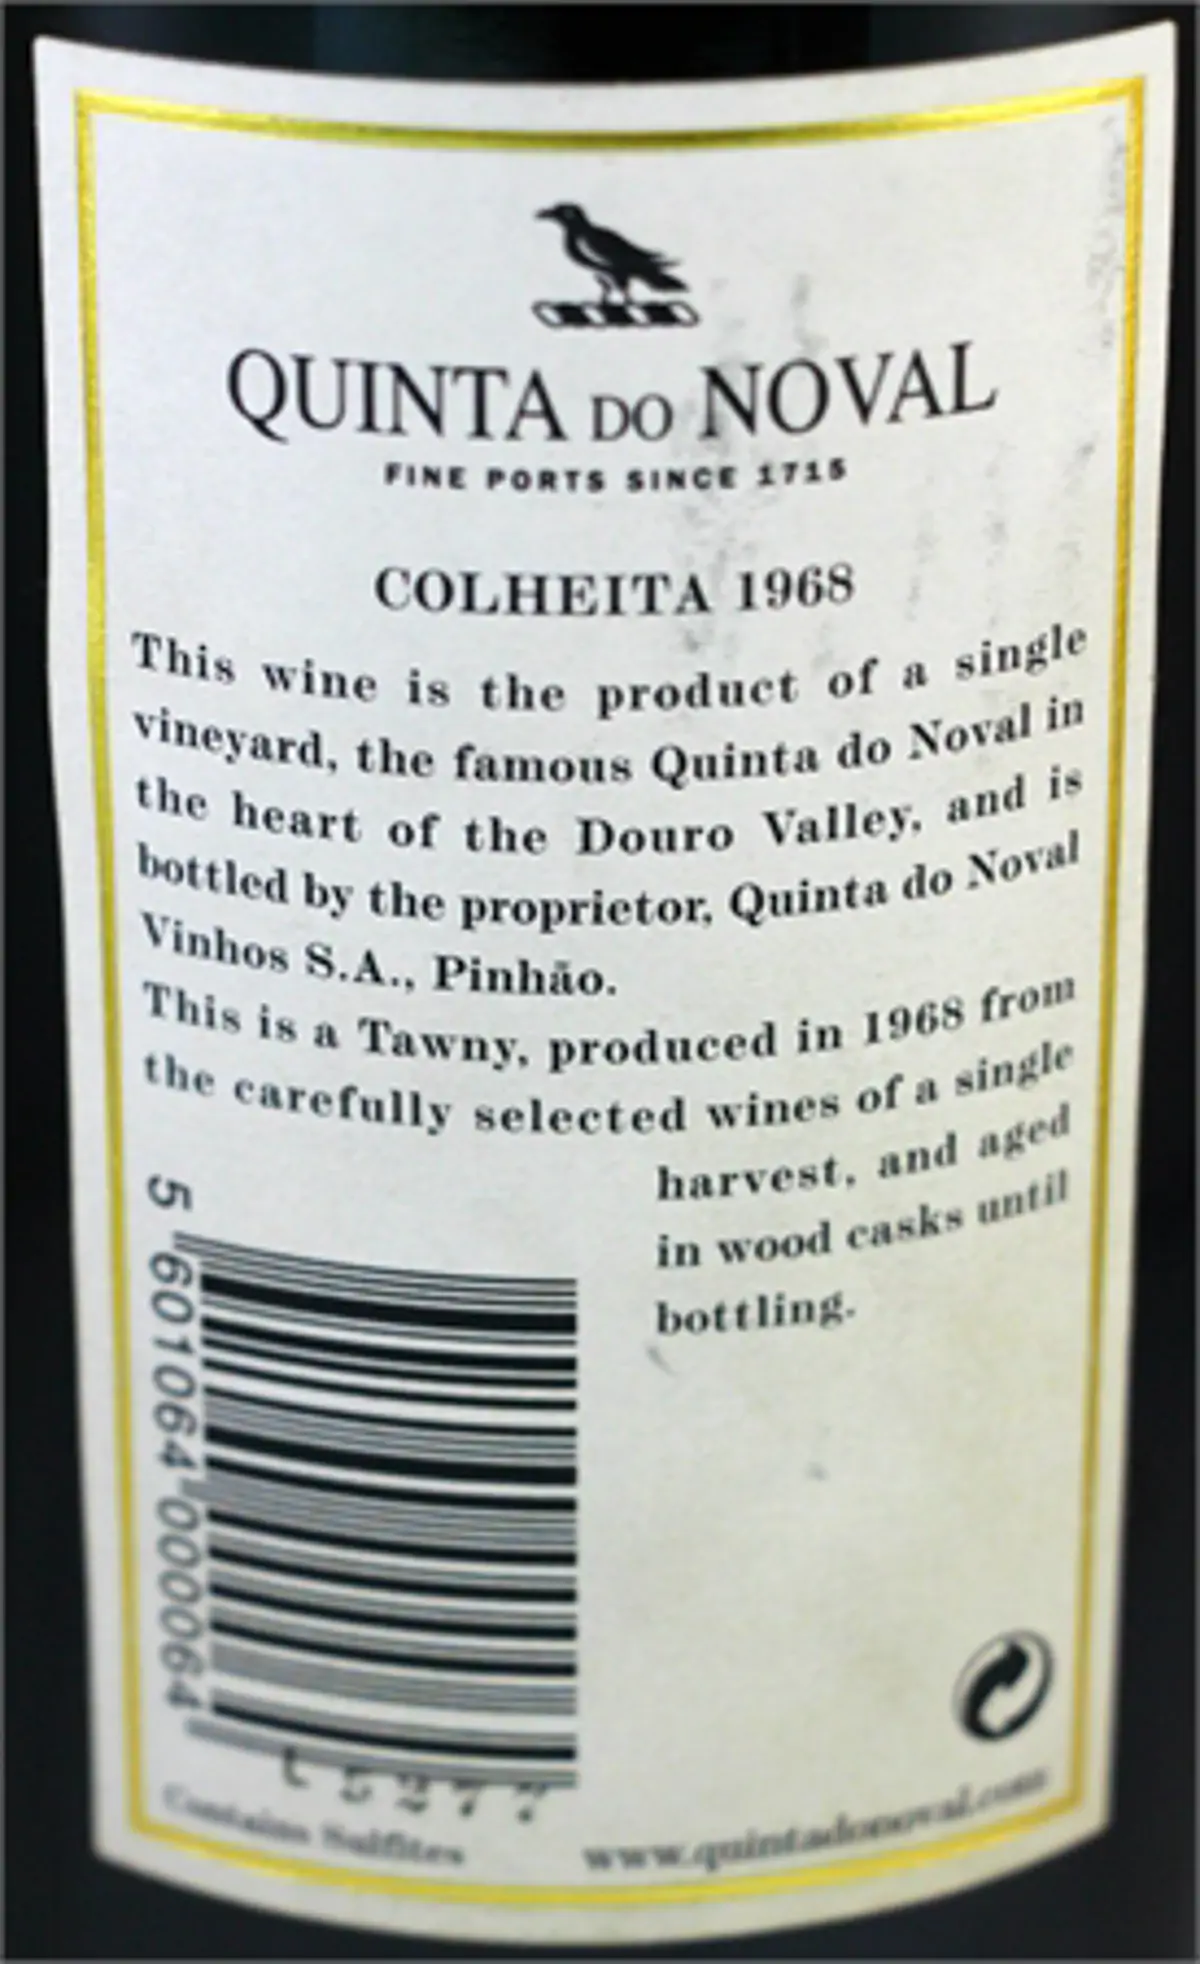 QUINTA DO NOVAL
FINE PORTS SINCE 1715
COLHEITA 1968
This wine is the product of a single
vineyard, the famous Quinta do Noval in
the heart of the Douro Valley, and is
bottled by the proprietor, Quinta do Noval
Vinhos S.A., Pinhão.
This is a Tawny, produced in 1968 from
the carefully selected wines of a single
harvest, and aged
in wood casks until
bottling.
5 601064 000064
L 5277
Contains Sulfites
www.quintadonoval.com